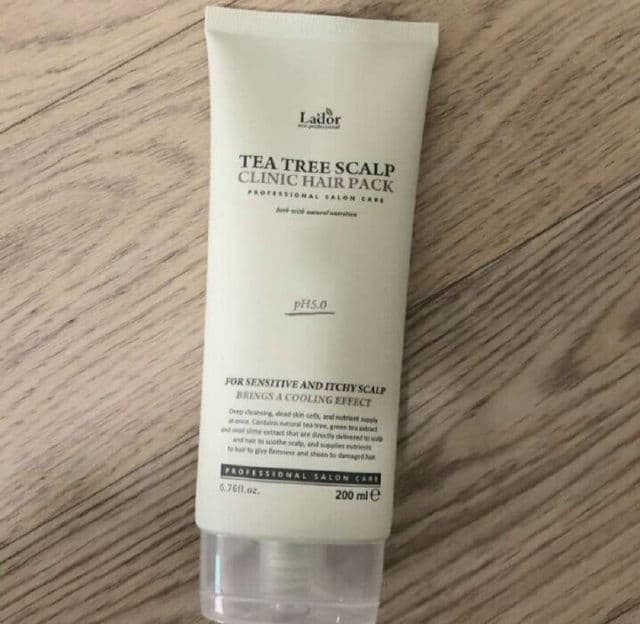 Lador
eco professional
TEA TREE SCALP
CLINIC HAIR PACK
PROFESSIONAL SALON CARE
herb with natural nutrition
pH5.0
FOR SENSITIVE AND ITCHY SCALP
BRINGS A COOLING EFFECT
Deep cleansing, dead skin cells, and nutrient supply
at once. Contains natural tea tree, green tea extract
and snail slime extract that are directly delivered to scalp
and hair to soothe scalp, and supplies nutrients
to hair to give firmness and sheen to damaged hair.
PROFESSIONAL SALON CARE
6.76fl.oz.
200 ml e